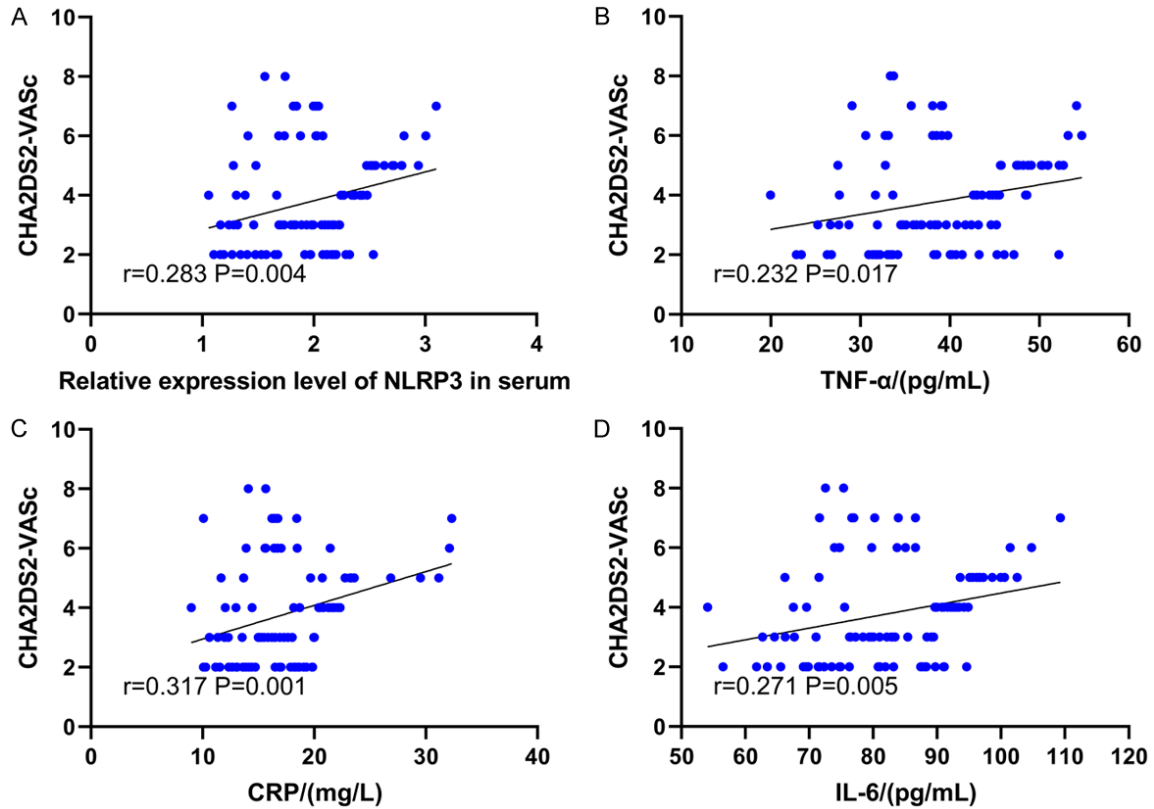 A
CHA2DS2-VASc
10
8
6
4
2
0
r=0.283 P=0.004
0 1 2 3 4
Relative expression level of NLRP3 in serum
B
CHA2DS2-VASc
10
8
6
4
2
0
r=0.232 P=0.017
10 20 30 40 50 60
TNF-α/(pg/mL)
C
CHA2DS2-VASc
10
8
6
4
2
0
r=0.317 P=0.001
0 10 20 30 40
CRP/(mg/L)
D
CHA2DS2-VASc
10
8
6
4
2
0
r=0.271 P=0.005
50 60 70 80 90 100 110 120
IL-6/(pg/mL)